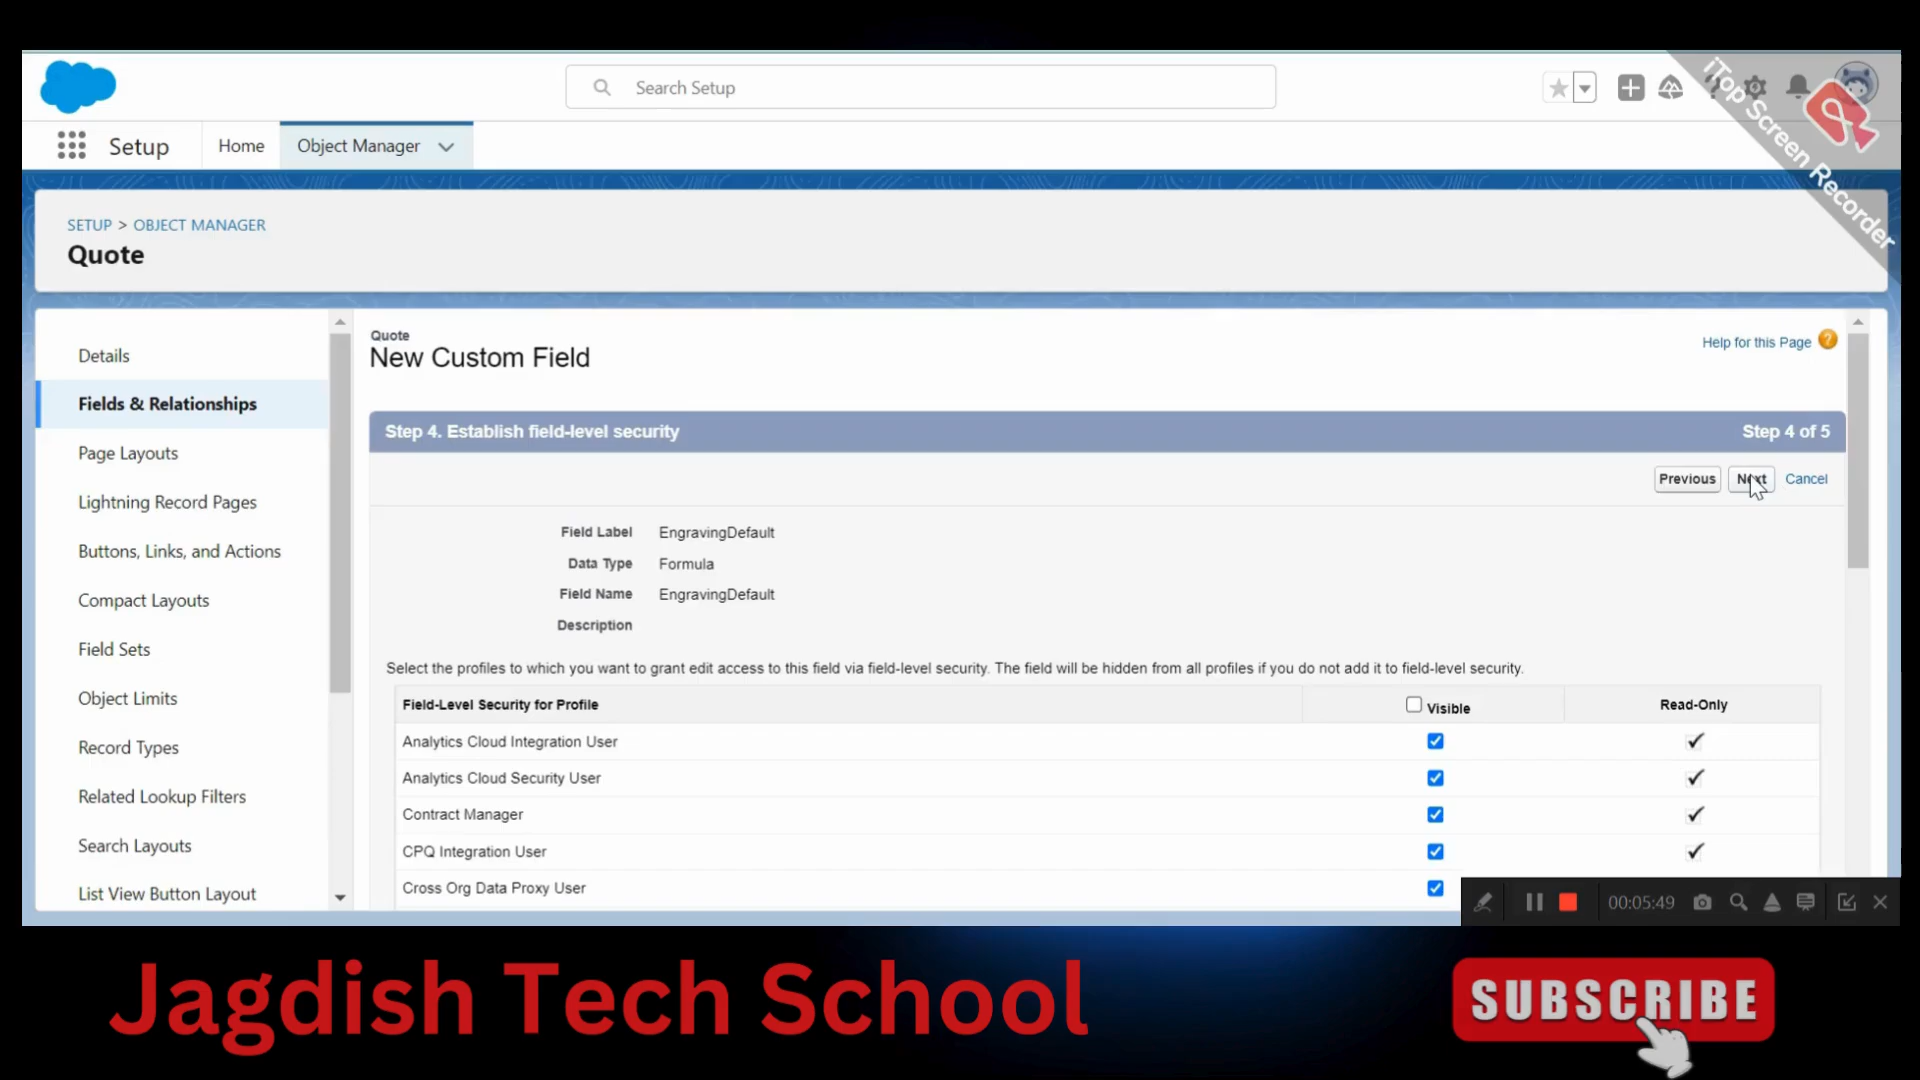 Search Setup
iTop Screen Recorder
Setup
Home
Object Manager
SETUP > OBJECT MANAGER
Quote
Details
Fields & Relationships
Page Layouts
Lightning Record Pages
Buttons, Links, and Actions
Compact Layouts
Field Sets
Object Limits
Record Types
Related Lookup Filters
Search Layouts
List View Button Layout
Quote
New Custom Field
Help for this Page ?
Step 4. Establish field-level security
Step 4 of 5
Previous Next Cancel
Field Label EngravingDefault
Data Type Formula
Field Name EngravingDefault
Description
Select the profiles to which you want to grant edit access to this field via field-level security. The field will be hidden from all profiles if you do not add it to field-level security.
Field-Level Security for Profile Visible Read-Only
Analytics Cloud Integration User
Analytics Cloud Security User
Contract Manager
CPQ Integration User
Cross Org Data Proxy User
00:05:49
Jagdish Tech School
SUBSCRIBE